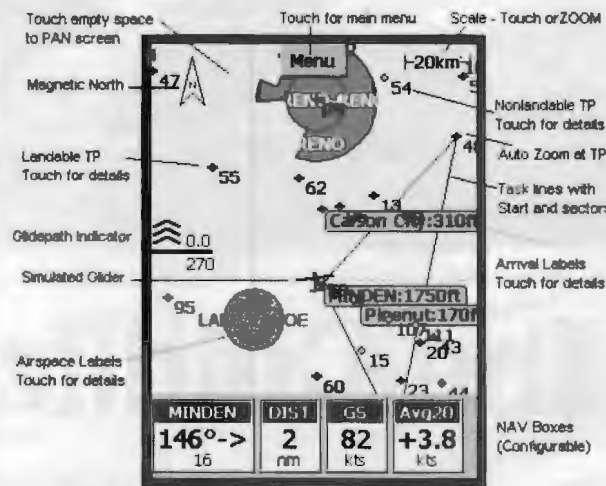 Touch empty space
to PAN screen
Touch for main menu
Scale - Touch or ZOOM
Menu
20km
47
N
54
Magnetic North
Nonlandable TP
Touch for details
RENO
Auto Zoom at TP
Landable TP
Touch for details
55
62
13
Task lines with
Start and sectors
Carson City:310ft
Glidepath Indicator
0.0
270
Arrival Labels
Touch for details
Simulated Glider
MINDEN:1750ft
95
Pinenut:170ft
15
20
Airspace Labels
Touch for details
60
23
44
MINDEN
146°->
16
DIST
2
nm
GS
82
kts
Avg20
+3.8
kts
NAV Boxes
(Configurable)